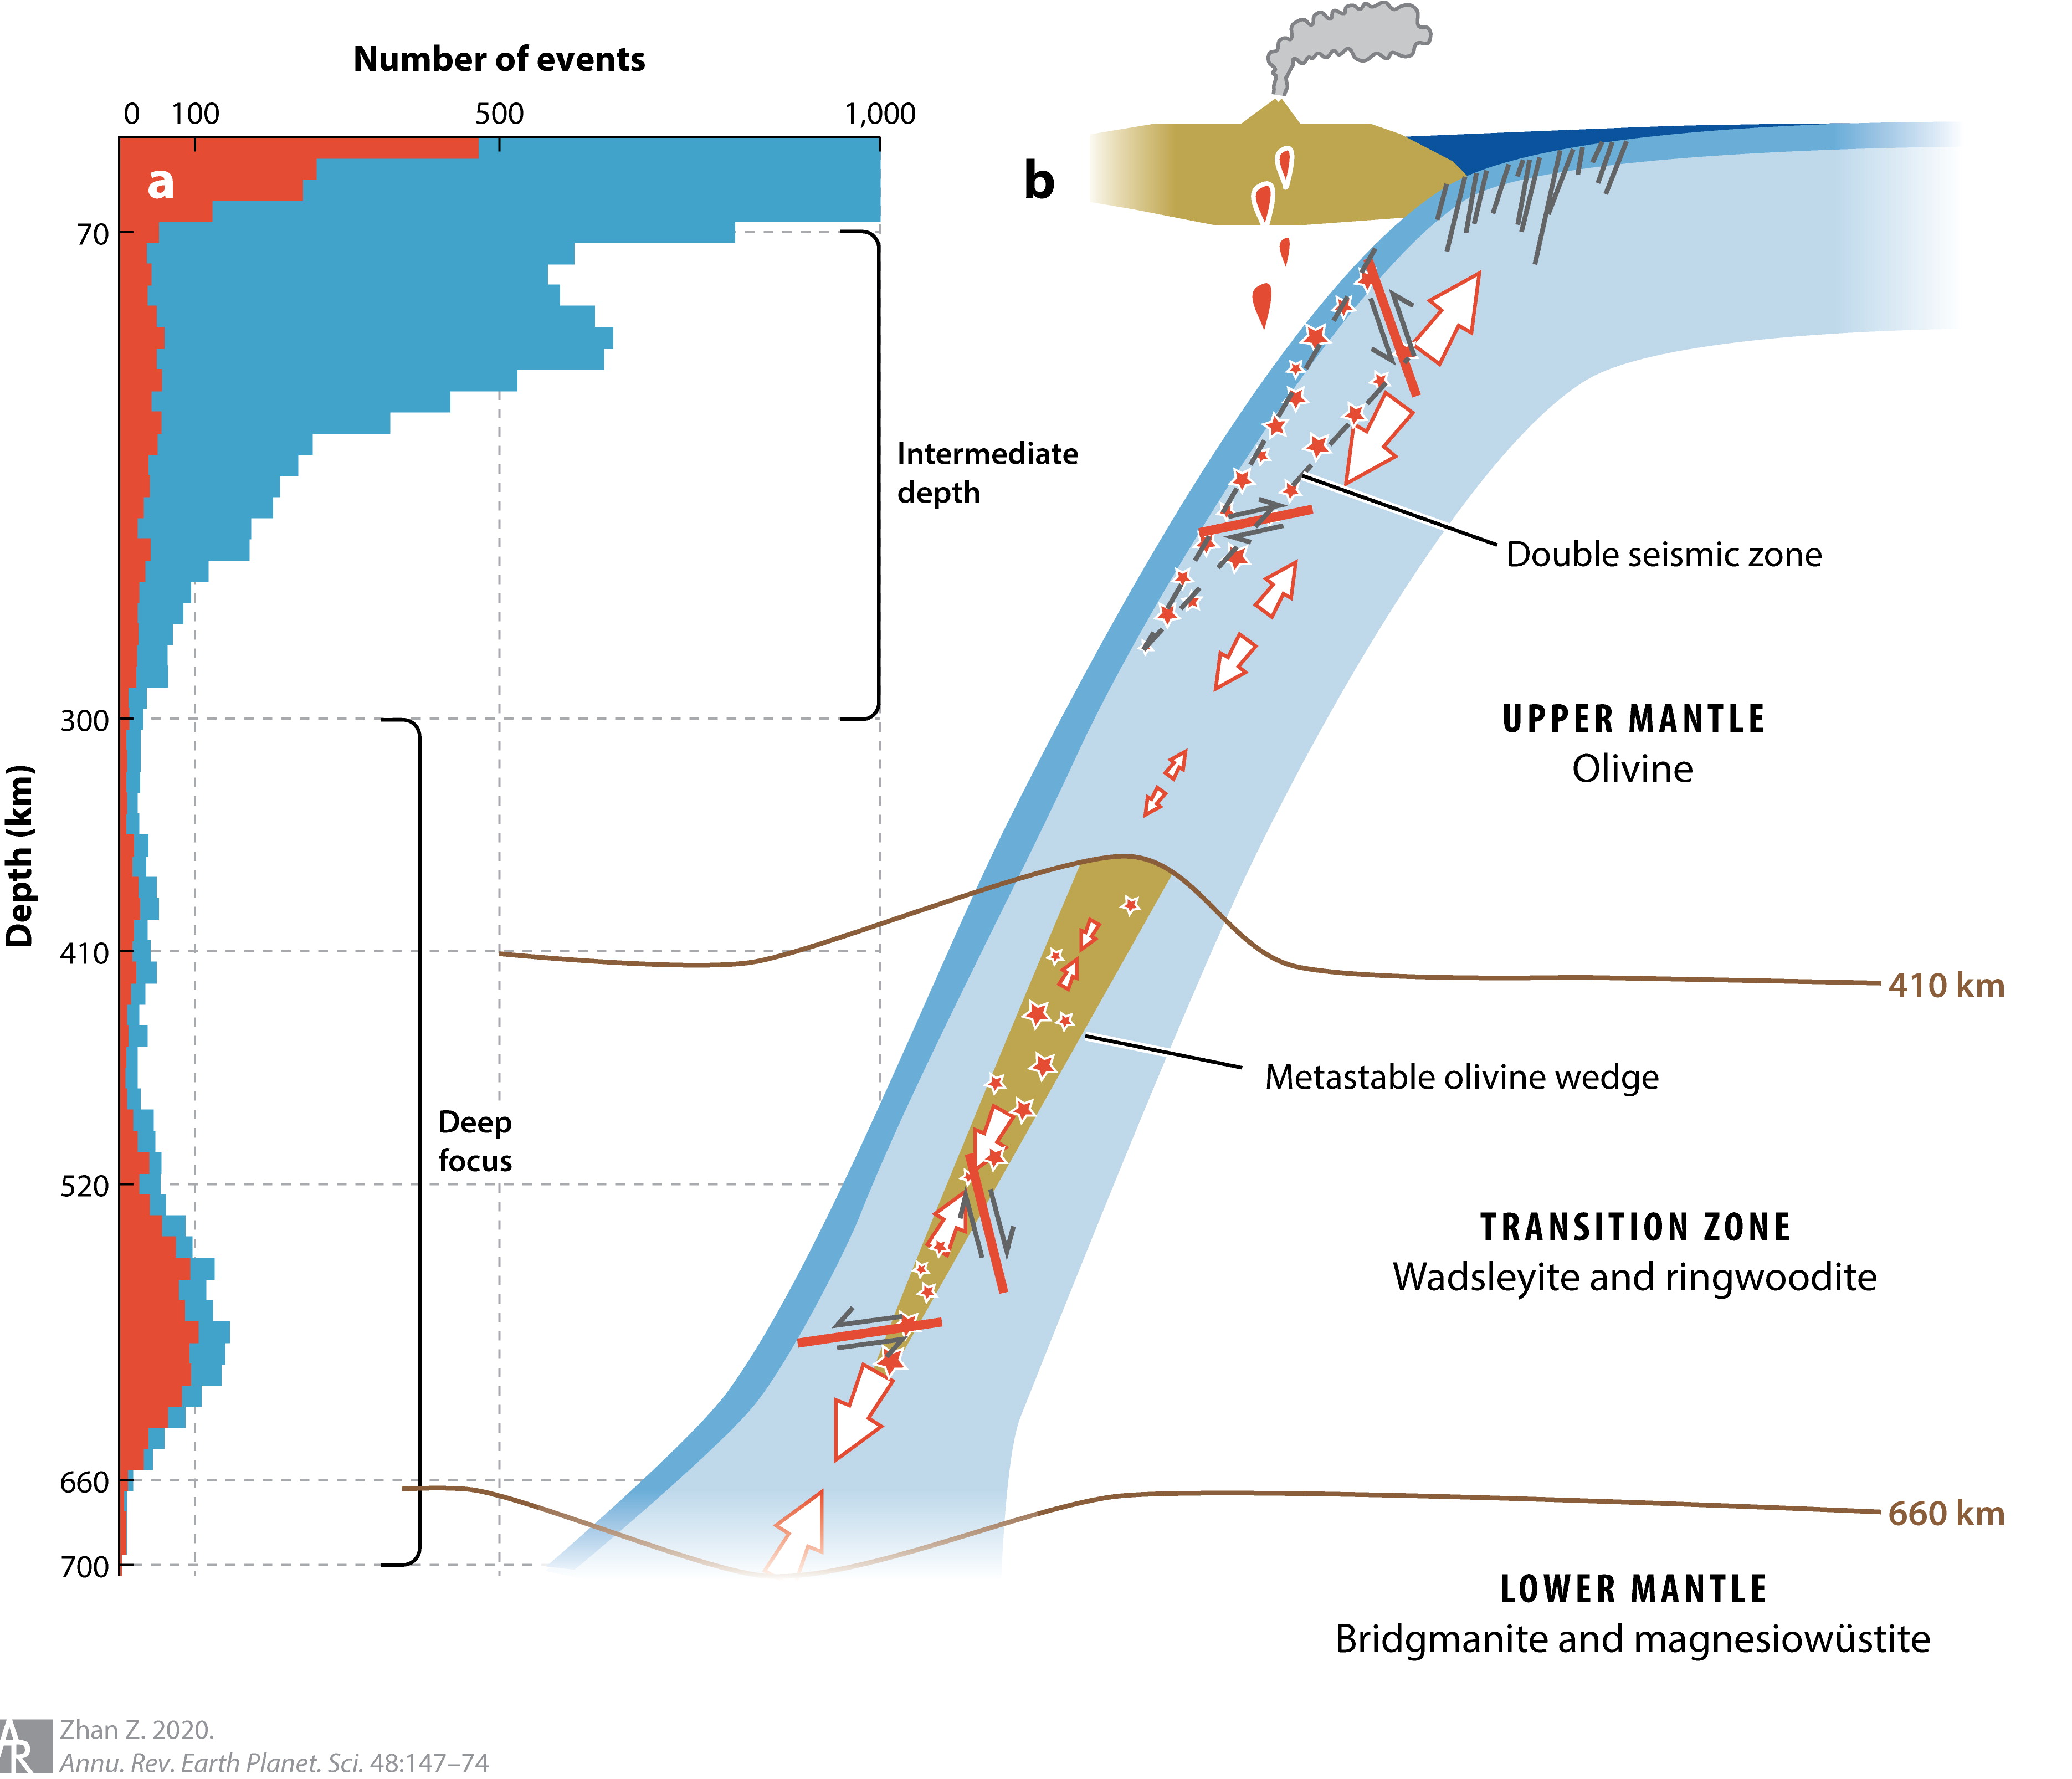 Number of events
0 100 500 1,000
a
b
70
300
410
520
660
700
Depth (km)
Intermediate
depth
Deep
focus
Double seismic zone
UPPER MANTLE
Olivine
410 km
Metastable olivine wedge
TRANSITION ZONE
Wadsleyite and ringwoodite
660 km
LOWER MANTLE
Bridgmanite and magnesiowüstite
AR
Zhan Z. 2020.
Annu. Rev. Earth Planet. Sci. 48:147–74